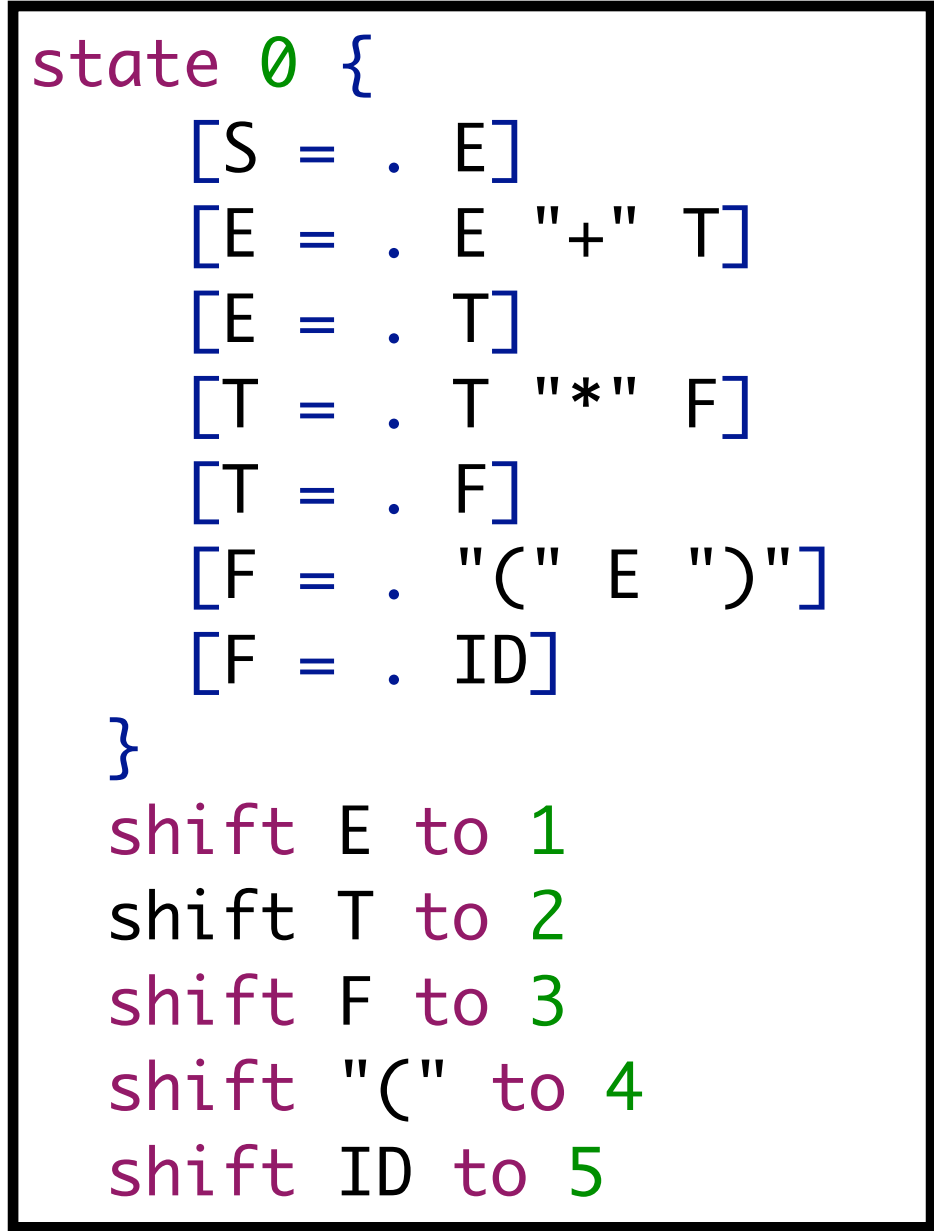 state 0 {
[S = . E]
[E = . E "+" T]
[E = . T]
[T = . T "*" F]
[T = . F]
[F = . "(" E ")"]
[F = . ID]
}
shift E to 1
shift T to 2
shift F to 3
shift "(" to 4
shift ID to 5